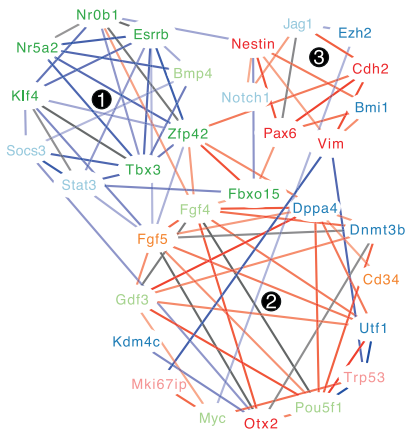 Nr0b1
Jag1
Esrrb
Ezh2
Nr5a2
Nestin
3
Bmp4
Cdh2
Klf4
1
Notch1
Bmi1
Zfp42
Pax6
Vim
Socs3
Tbx3
Stat3
Fbxo15
Fgf4
Dppa4
Dnmt3b
Fgf5
Cd34
Gdf3
2
Utf1
Kdm4c
Trp53
Mki67ip
Pou5f1
Myc
Otx2